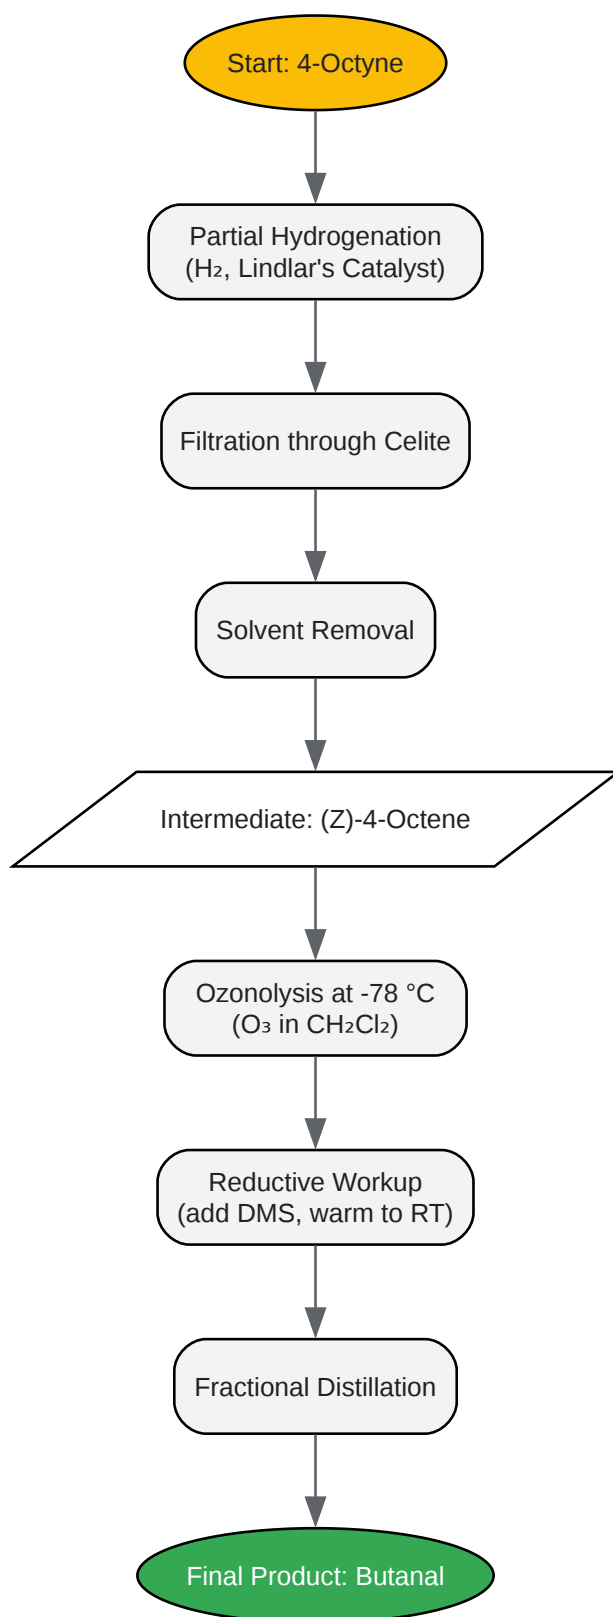 Start: 4-Octyne
Partial Hydrogenation
(H₂, Lindlar's Catalyst)
Filtration through Celite
Solvent Removal
Intermediate: (Z)-4-Octene
Ozonolysis at -78 °C
(O₃ in CH₂Cl₂)
Reductive Workup
(add DMS, warm to RT)
Fractional Distillation
Final Product: Butanal